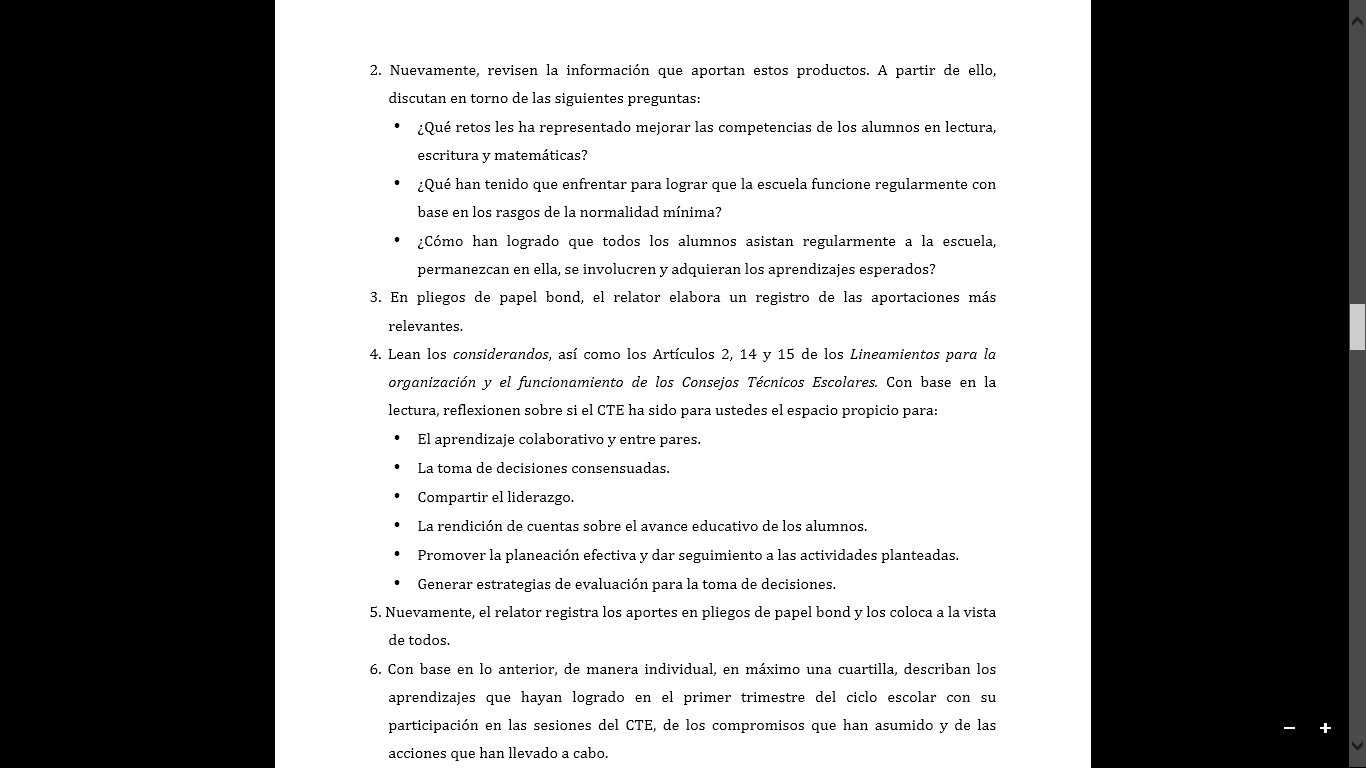 2. Nuevamente, revisen la información que aportan estos productos. A partir de ello,
discutan en torno de las siguientes preguntas:
• ¿Qué retos les ha representado mejorar las competencias de los alumnos en lectura,
escritura y matemáticas?
• ¿Qué han tenido que enfrentar para lograr que la escuela funcione regularmente con
base en los rasgos de la normalidad mínima?
• ¿Cómo han logrado que todos los alumnos asistan regularmente a la escuela,
permanezcan en ella, se involucren y adquieran los aprendizajes esperados?
3. En pliegos de papel bond, el relator elabora un registro de las aportaciones más
relevantes.
4. Lean los considerandos, así como los Artículos 2, 14 y 15 de los Lineamientos para la
organización y el funcionamiento de los Consejos Técnicos Escolares. Con base en la
lectura, reflexionen sobre si el CTE ha sido para ustedes el espacio propicio para:
• El aprendizaje colaborativo y entre pares.
• La toma de decisiones consensuadas.
• Compartir el liderazgo.
• La rendición de cuentas sobre el avance educativo de los alumnos.
• Promover la planeación efectiva y dar seguimiento a las actividades planteadas.
• Generar estrategias de evaluación para la toma de decisiones.
5. Nuevamente, el relator registra los aportes en pliegos de papel bond y los coloca a la vista
de todos.
6. Con base en lo anterior, de manera individual, en máximo una cuartilla, describan los
aprendizajes que hayan logrado en el primer trimestre del ciclo escolar con su
participación en las sesiones del CTE, de los compromisos que han asumido y de las
acciones que han llevado a cabo.